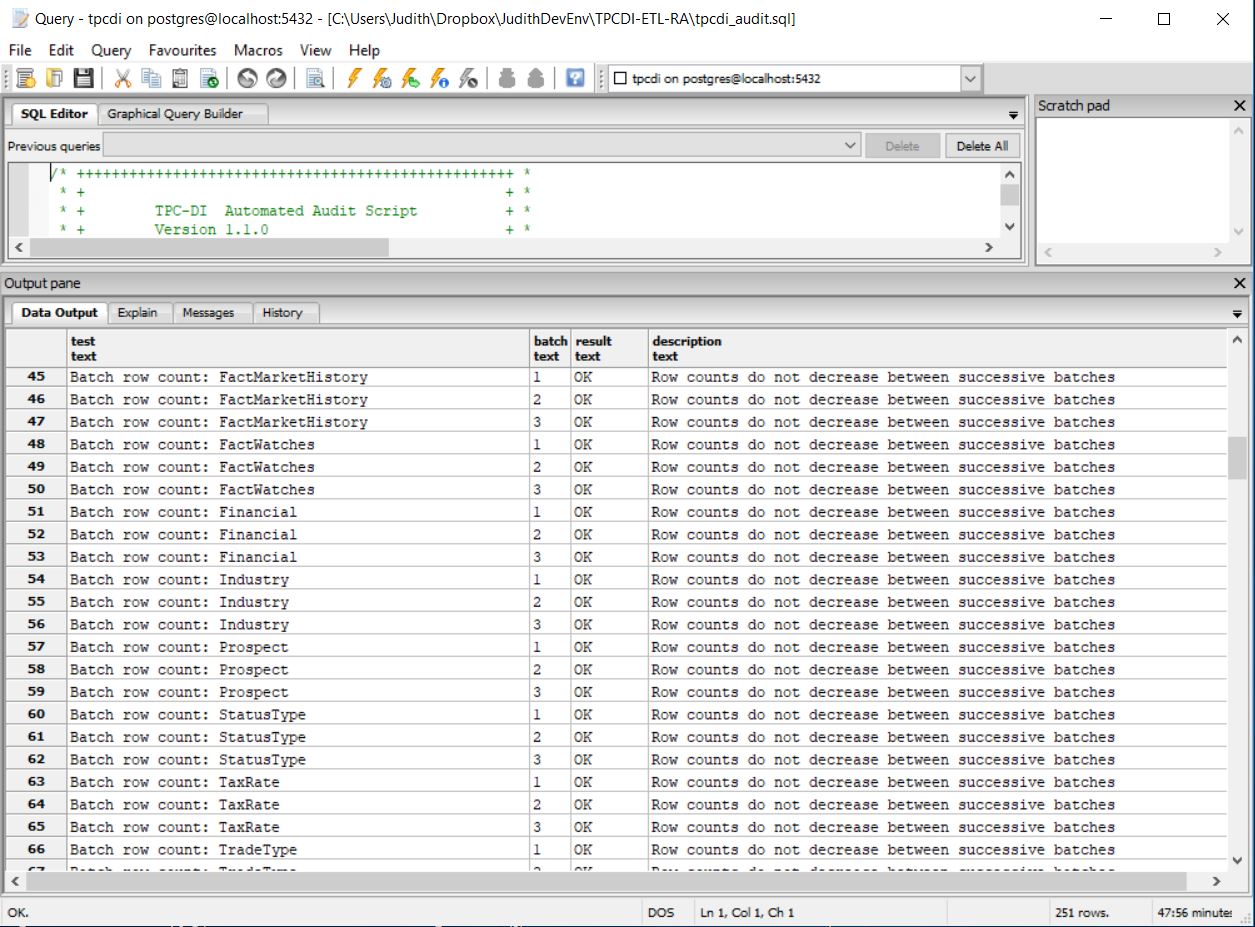 Query - tpcdi on postgres@localhost:5432 - [C:\Users\Judith\Dropbox\JudithDevEnv\TPCDI-ETL-RA\tpcdi_audit.sql]
File Edit Query Favourites Macros View Help
tpcdi on postgres@localhost:5432
SQL Editor Graphical Query Builder
Scratch pad
Previous queries Delete Delete All
/* ++++++++++++++++++++++++++++++++++++++++++++++++++ *
* + + *
* + TPC-DI Automated Audit Script + *
* + Version 1.1.0 + *
Output pane
Data Output Explain Messages History
test batch result description
text text text text
45 Batch row count: FactMarketHistory 1 OK Row counts do not decrease between successive batches
46 Batch row count: FactMarketHistory 2 OK Row counts do not decrease between successive batches
47 Batch row count: FactMarketHistory 3 OK Row counts do not decrease between successive batches
48 Batch row count: FactWatches 1 OK Row counts do not decrease between successive batches
49 Batch row count: FactWatches 2 OK Row counts do not decrease between successive batches
50 Batch row count: FactWatches 3 OK Row counts do not decrease between successive batches
51 Batch row count: Financial 1 OK Row counts do not decrease between successive batches
52 Batch row count: Financial 2 OK Row counts do not decrease between successive batches
53 Batch row count: Financial 3 OK Row counts do not decrease between successive batches
54 Batch row count: Industry 1 OK Row counts do not decrease between successive batches
55 Batch row count: Industry 2 OK Row counts do not decrease between successive batches
56 Batch row count: Industry 3 OK Row counts do not decrease between successive batches
57 Batch row count: Prospect 1 OK Row counts do not decrease between successive batches
58 Batch row count: Prospect 2 OK Row counts do not decrease between successive batches
59 Batch row count: Prospect 3 OK Row counts do not decrease between successive batches
60 Batch row count: StatusType 1 OK Row counts do not decrease between successive batches
61 Batch row count: StatusType 2 OK Row counts do not decrease between successive batches
62 Batch row count: StatusType 3 OK Row counts do not decrease between successive batches
63 Batch row count: TaxRate 1 OK Row counts do not decrease between successive batches
64 Batch row count: TaxRate 2 OK Row counts do not decrease between successive batches
65 Batch row count: TaxRate 3 OK Row counts do not decrease between successive batches
66 Batch row count: TradeType 1 OK Row counts do not decrease between successive batches
OK. DOS Ln 1, Col 1, Ch 1 251 rows. 47:56 minutes